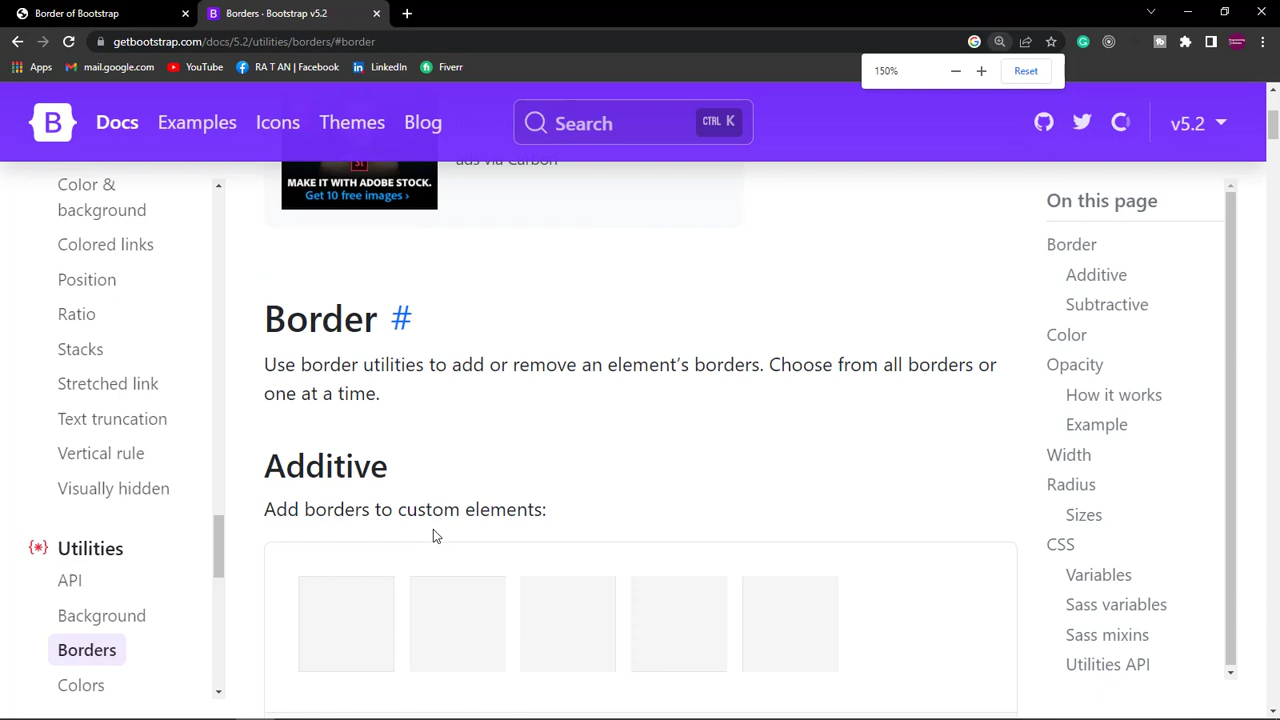 Border of Bootstrap
Borders · Bootstrap v5.2
getbootstrap.com/docs/5.2/utilities/borders/#border
Apps
mail.google.com
YouTube
RA T AN | Facebook
LinkedIn
Fiverr
150%
Reset
B
Docs
Examples
Icons
Themes
Blog
Search
CTRL K
v5.2
MAKE IT WITH ADOBE STOCK.
Get 10 free images ›
ads via Carbon
Color &
background
Colored links
Position
Ratio
Stacks
Stretched link
Text truncation
Vertical rule
Visually hidden
Utilities
API
Background
Borders
Colors
Border #
Use border utilities to add or remove an element’s borders. Choose from all borders or
one at a time.
Additive
Add borders to custom elements:
On this page
Border
Additive
Subtractive
Color
Opacity
How it works
Example
Width
Radius
Sizes
CSS
Variables
Sass variables
Sass mixins
Utilities API